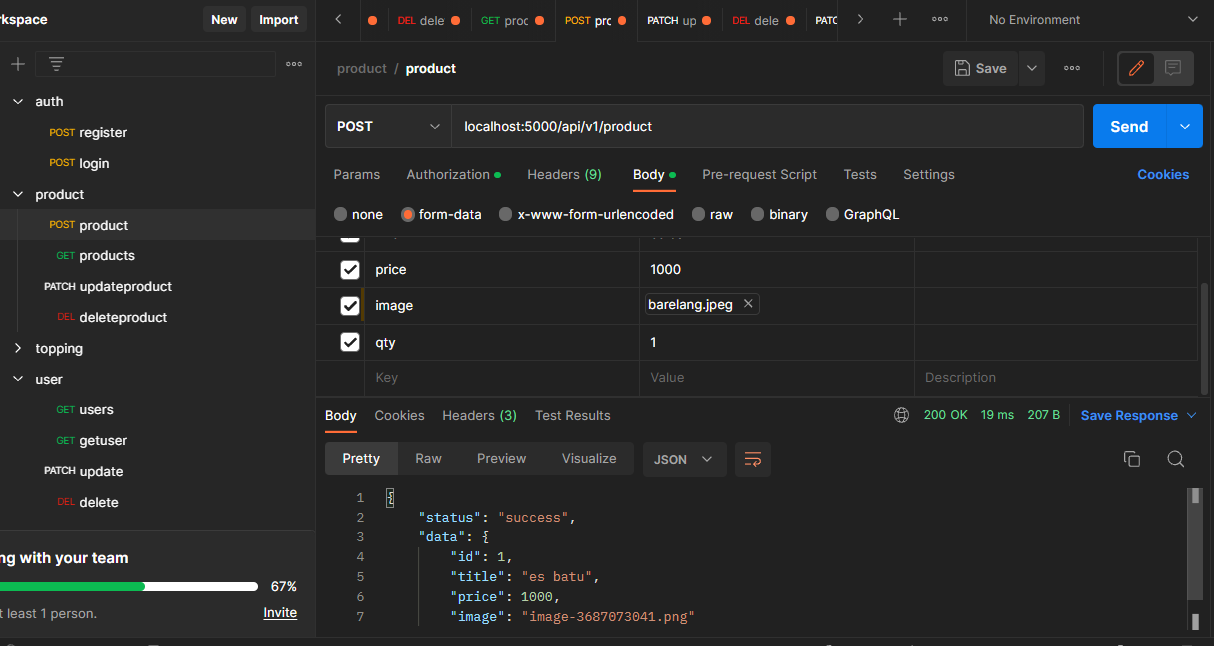 rkspace
New
Import
DEL dele
GET proc
POST prc
PATCH up
DEL dele
PATC
No Environment
product / product
Save
POST
localhost:5000/api/v1/product
Send
Params
Authorization
Headers (9)
Body
Pre-request Script
Tests
Settings
Cookies
none
form-data
x-www-form-urlencoded
raw
binary
GraphQL
auth
POST register
POST login
product
POST product
GET products
PATCH updateproduct
DEL deleteproduct
topping
user
GET users
GET getuser
PATCH update
DEL delete
ng with your team
67%
t least 1 person.
Invite
price 1000
image barelang.jpeg
qty 1
Key Value Description
Body
Cookies
Headers (3)
Test Results
200 OK
19 ms
207 B
Save Response
Pretty
Raw
Preview
Visualize
JSON
1 {
2 "status": "success",
3 "data": {
4 "id": 1,
5 "title": "es batu",
6 "price": 1000,
7 "image": "image-3687073041.png"